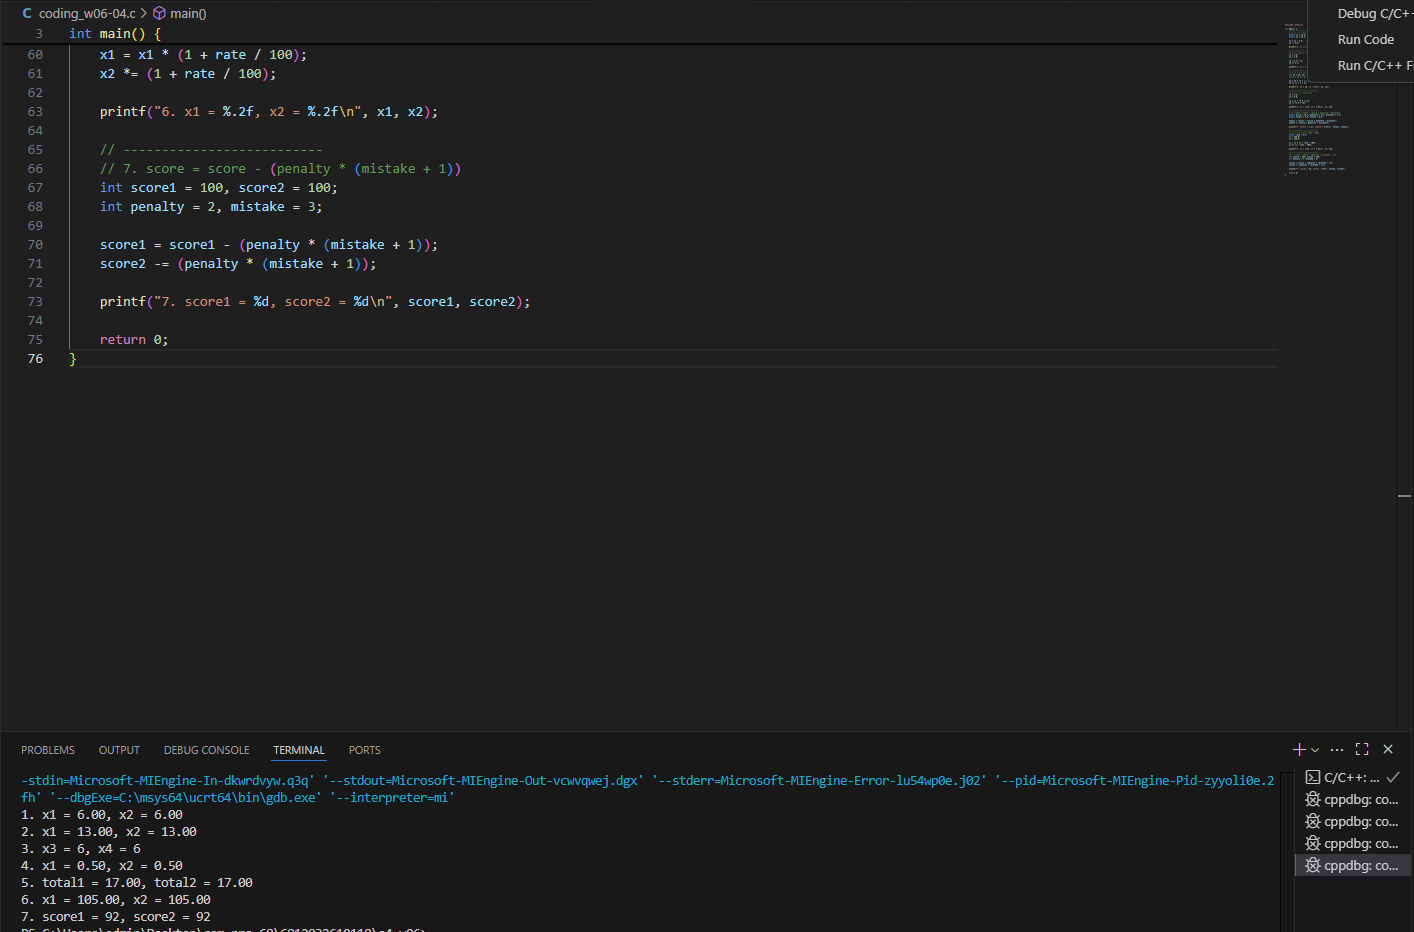 C coding_w06-04.c > main()
Debug C/C++
Run Code
Run C/C++ F
3 int main() {
60 x1 = x1 * (1 + rate / 100);
61 x2 *= (1 + rate / 100);
62
63 printf("6. x1 = %.2f, x2 = %.2f\n", x1, x2);
64
65 // --------------------------
66 // 7. score = score - (penalty * (mistake + 1))
67 int score1 = 100, score2 = 100;
68 int penalty = 2, mistake = 3;
69
70 score1 = score1 - (penalty * (mistake + 1));
71 score2 -= (penalty * (mistake + 1));
72
73 printf("7. score1 = %d, score2 = %d\n", score1, score2);
74
75 return 0;
76 }
PROBLEMS OUTPUT DEBUG CONSOLE TERMINAL PORTS
-stdin=Microsoft-MIEngine-In-dkwrdvyw.q3q' '--stdout=Microsoft-MIEngine-Out-vcwvqwej.dgx' '--stderr=Microsoft-MIEngine-Error-lu54wp0e.j02' '--pid=Microsoft-MIEngine-Pid-zyyoli0e.2
fh' '--dbgExe=C:\msys64\ucrt64\bin\gdb.exe' '--interpreter=mi'
1. x1 = 6.00, x2 = 6.00
2. x1 = 13.00, x2 = 13.00
3. x3 = 6, x4 = 6
4. x1 = 0.50, x2 = 0.50
5. total1 = 17.00, total2 = 17.00
6. x1 = 105.00, x2 = 105.00
7. score1 = 92, score2 = 92
C/C++: ...
cppdbg: co...
cppdbg: co...
cppdbg: co...
cppdbg: co...